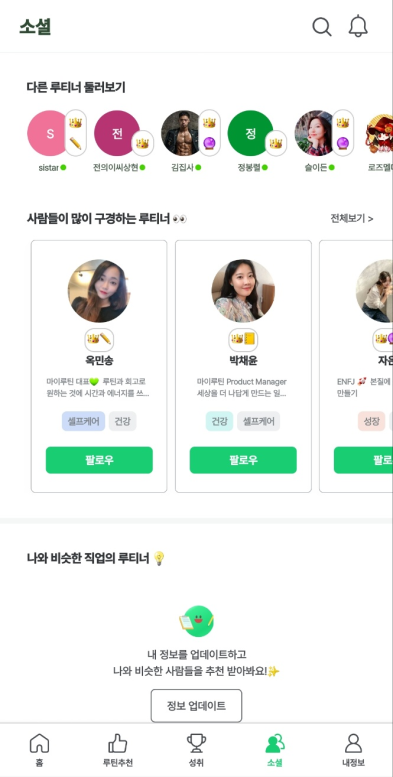 소셜
다른 루티너 둘러보기
S
전
정
sistar
전의이씨상현
김집사
정봉렬
슬이든
로즈멜
사람들이 많이 구경하는 루티너 👀
전체보기 >
옥민송
마이루틴 대표💚 루틴과 회고로
원하는 것에 시간과 에너지를 쓰...
셀프케어 건강
팔로우
박채윤
마이루틴 Product Manager
세상을 더 나답게 만드는 일...
건강 셀프케어
팔로우
ENFJ 🚀 본질에
만들기
성장
팔로
나와 비슷한 직업의 루티너 💡
내 정보를 업데이트하고
나와 비슷한 사람들을 추천 받아봐요!✨
정보 업데이트
홈 루틴추천 성취 소셜 내정보